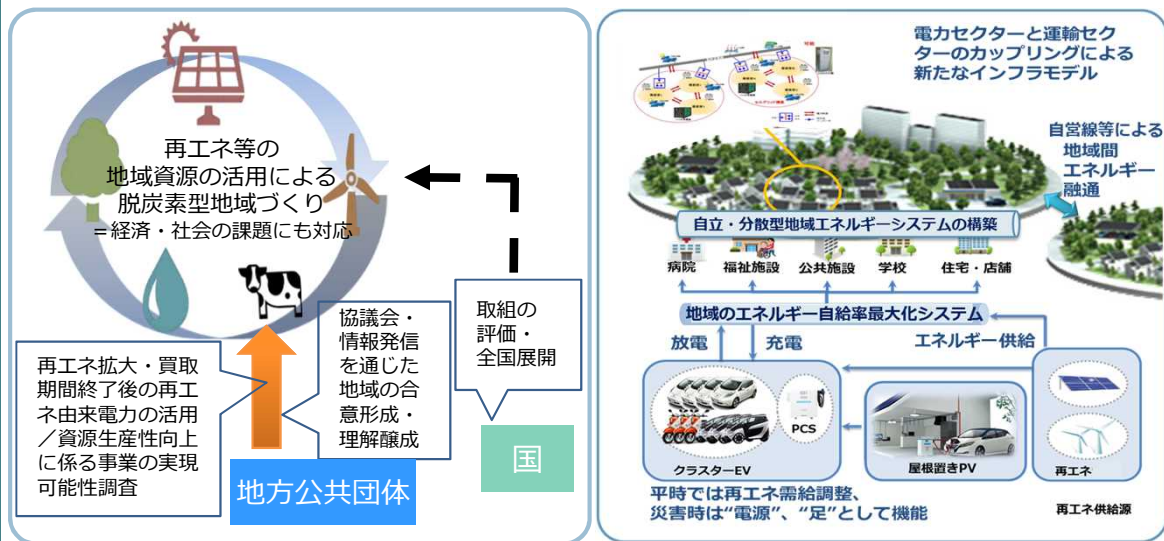 再エネ等の
地域資源の活用による
脱炭素型地域づくり
＝経済・社会の課題にも対応
再エネ拡大・買取
期間終了後の再エ
ネ由来電力の活用
／資源生産性向上
に係る事業の実現
可能性調査
協議会・
情報発信
を通じた
地域の合
意形成・
理解醸成
取組の
評価・
全国展開
地方公共団体
国
電力セクターと運輸セク
ターのカップリングによる
新たなインフラモデル
自営線等による
地域間
エネルギー
融通
自立・分散型地域エネルギーシステムの構築
病院
福祉施設
公共施設
学校
住宅・店舗
地域のエネルギー自給率最大化システム
放電
充電
エネルギー供給
PCS
クラスターEV
屋根置きPV
再エネ
平時では再エネ需給調整、
災害時は“電源”、“足”として機能
再エネ供給源